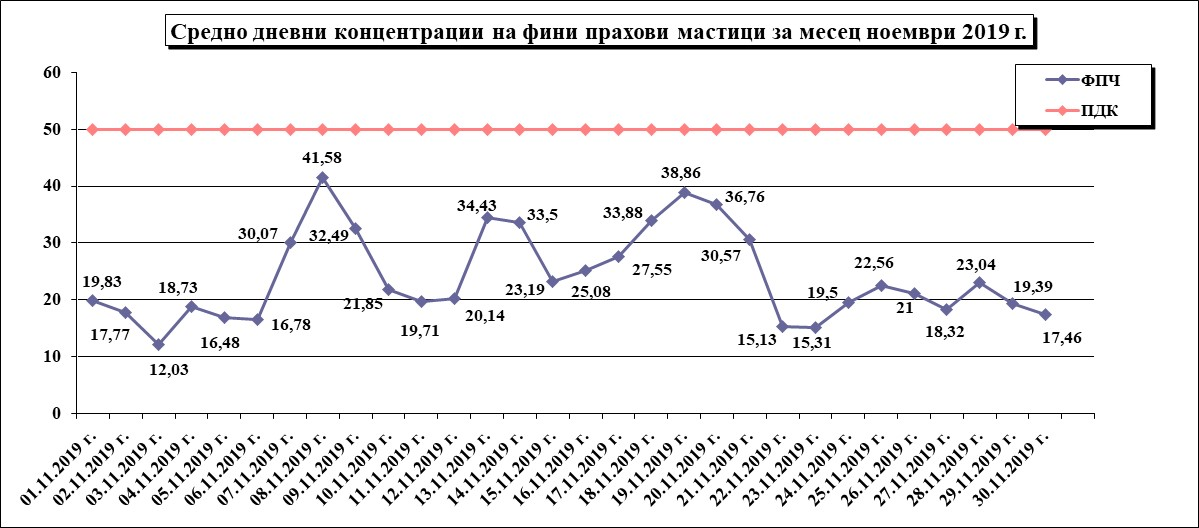 Средно дневни концентрации на фини прахови мастици за месец ноември 2019 г.
ФПЧ
ПДК
60
50
40
30
20
10
0
19,83
17,77
12,03
18,73
16,48
16,78
30,07
41,58
32,49
21,85
19,71
20,14
34,43
33,5
23,19
25,08
27,55
33,88
38,86
36,76
30,57
15,13
15,31
19,5
22,56
21
18,32
23,04
19,39
17,46
01.11.2019 г.
02.11.2019 г.
03.11.2019 г.
04.11.2019 г.
05.11.2019 г.
06.11.2019 г.
07.11.2019 г.
08.11.2019 г.
09.11.2019 г.
10.11.2019 г.
11.11.2019 г.
12.11.2019 г.
13.11.2019 г.
14.11.2019 г.
15.11.2019 г.
16.11.2019 г.
17.11.2019 г.
18.11.2019 г.
19.11.2019 г.
20.11.2019 г.
21.11.2019 г.
22.11.2019 г.
23.11.2019 г.
24.11.2019 г.
25.11.2019 г.
26.11.2019 г.
27.11.2019 г.
28.11.2019 г.
29.11.2019 г.
30.11.2019 г.